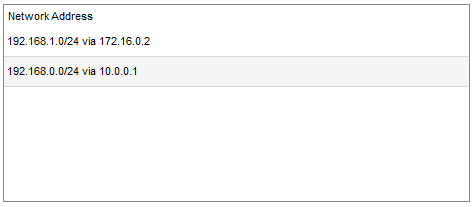 Network Address
192.168.1.0/24 via 172.16.0.2
192.168.0.0/24 via 10.0.0.1